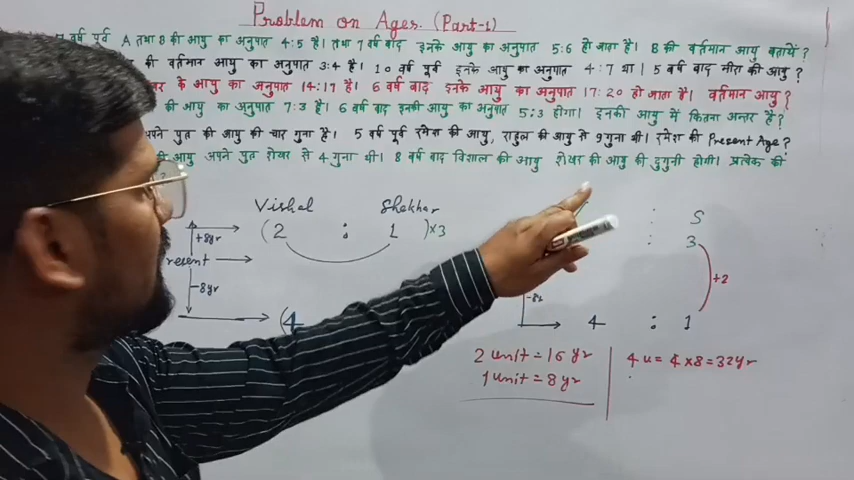 Problem on Ages. (Part-1)
वर्ष पूर्व A तथा B की आयु का अनुपात 4:5 है। तथा 7 वर्ष बाद इनके आयु का अनुपात 5:6 हो जाता है। B की वर्तमान आयु बतायें?
की वर्तमान आयु का अनुपात 3:4 है। 10 वर्ष पूर्व इनके आयु का अनुपात 4:7 था। 5 वर्ष बाद मीरा की आयु?
के आयु का अनुपात 14:17 है। 6 वर्ष बाद इनके आयु का अनुपात 17:20 हो जाता है। वर्तमान आयु?
की आयु का अनुपात 7:3 है। 6 वर्ष बाद इनकी आयु का अनुपात 5:3 होगा। इनकी आयु में कितना अन्तर है?
अपने पुत्र की आयु की चार गुना है। 5 वर्ष पूर्व रमेश की आयु, राहुल की आयु से 9 गुना थी। रमेश की Present Age?
की आयु अपने पुत्र शेखर से 4 गुना थी। 8 वर्ष बाद विशाल की आयु शेखर की आयु की दुगुनी होगी। प्रत्येक की
Vishal Shekhar
(2 : 1)×3
+8yr
resent
-8yr
(4
: S
: 3
+2
4 : 1
2 unit = 16 yr
1 unit = 8 yr
4u = 4×8 = 32yr